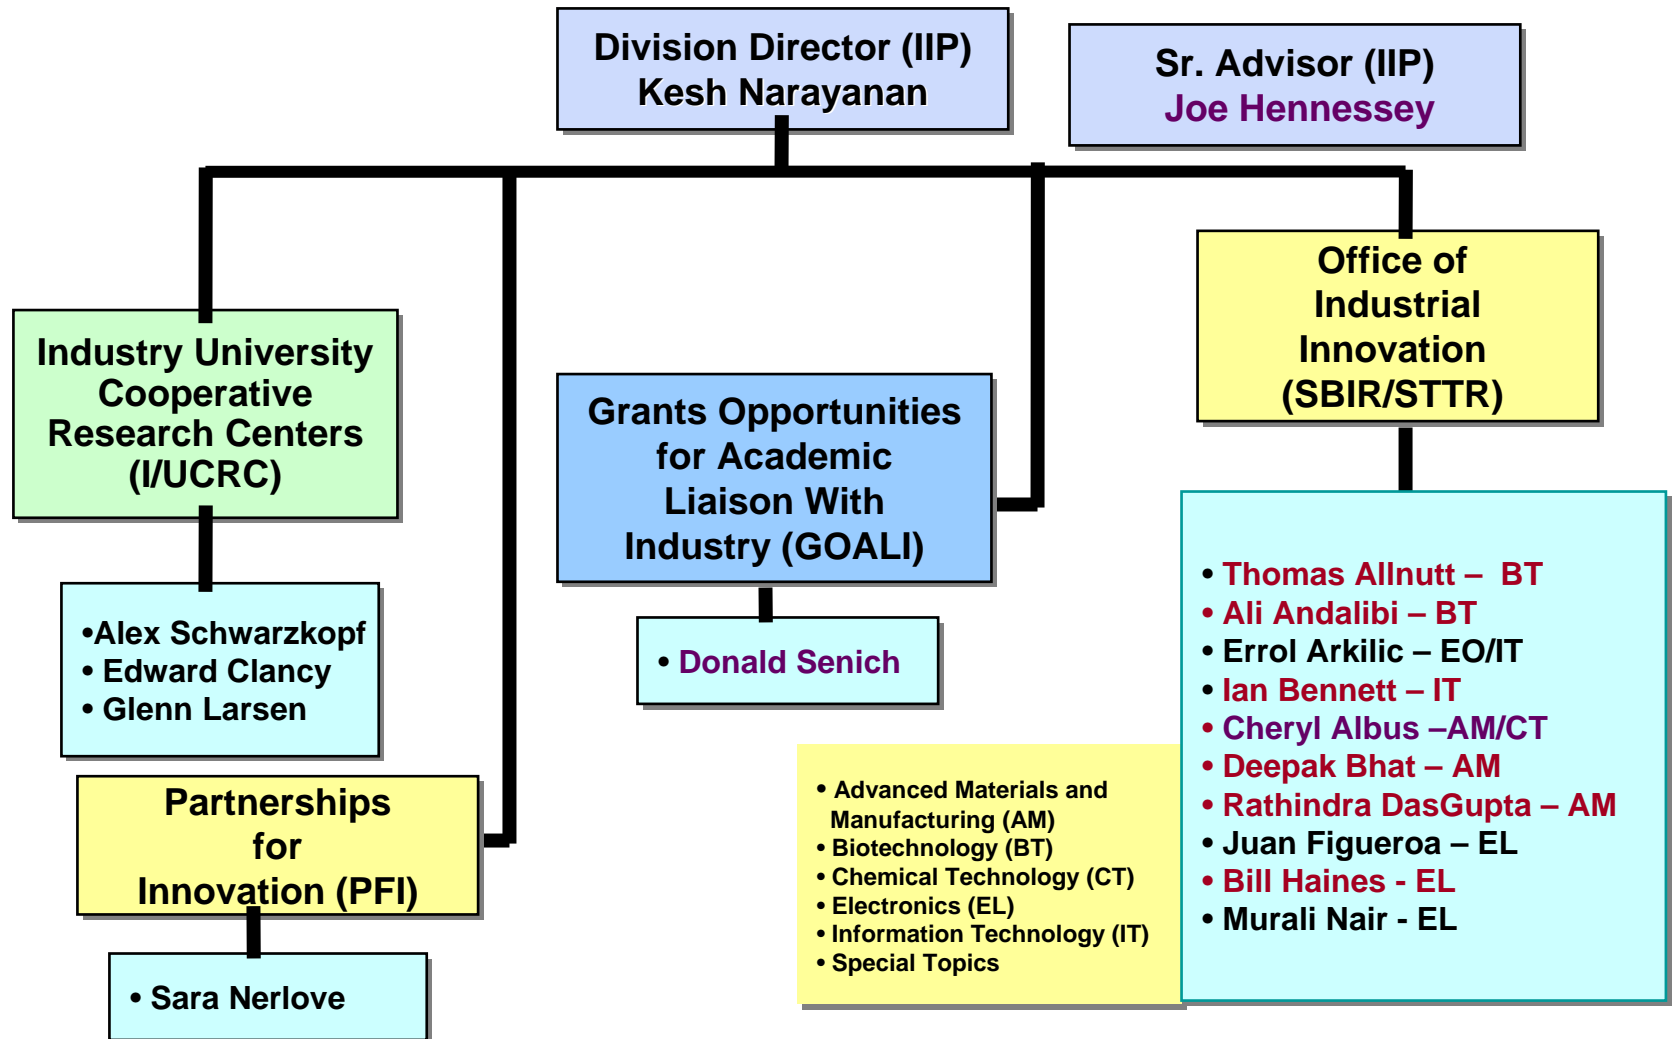 Division Director (IIP)
Kesh Narayanan
Sr. Advisor (IIP)
Joe Hennessey
Industry University
Cooperative
Research Centers
(I/UCRC)
•Alex Schwarzkopf
• Edward Clancy
• Glenn Larsen
Partnerships
for
Innovation (PFI)
• Sara Nerlove
Grants Opportunities
for Academic
Liaison With
Industry (GOALI)
• Donald Senich
Office of
Industrial
Innovation
(SBIR/STTR)
• Thomas Allnutt – BT
• Ali Andalibi – BT
• Errol Arkilic – EO/IT
• Ian Bennett – IT
• Cheryl Albus –AM/CT
• Deepak Bhat – AM
• Rathindra DasGupta – AM
• Juan Figueroa – EL
• Bill Haines - EL
• Murali Nair - EL
• Advanced Materials and
Manufacturing (AM)
• Biotechnology (BT)
• Chemical Technology (CT)
• Electronics (EL)
• Information Technology (IT)
• Special Topics